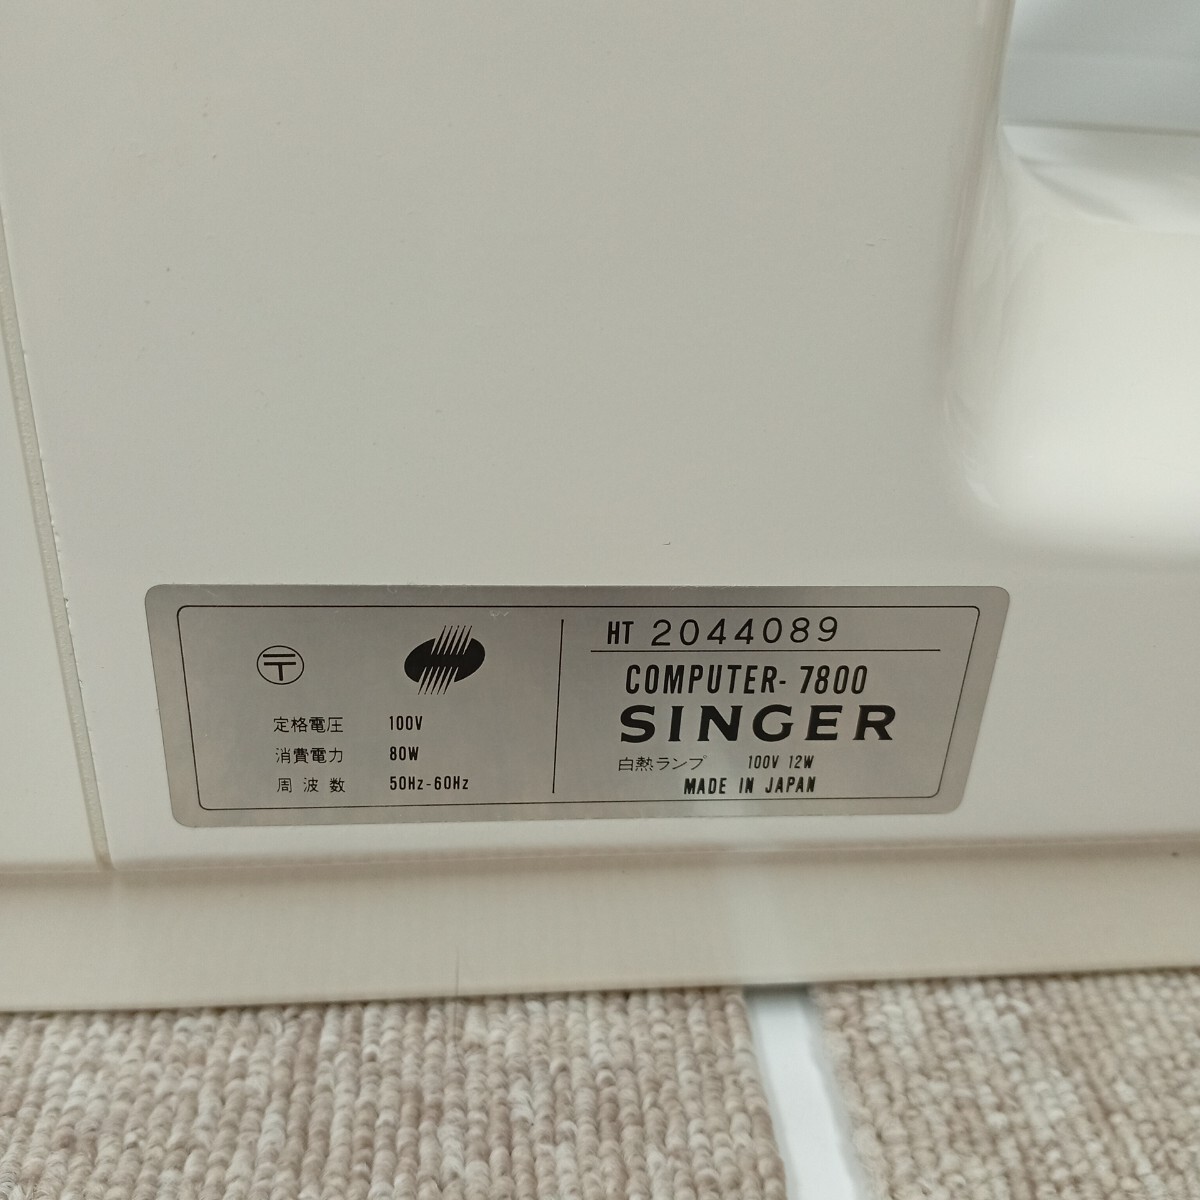 〒
定格電圧 100V
消費電力 80W
周波数 50Hz-60Hz
HT 2044089
COMPUTER- 7800
SINGER
白熱ランプ 100V 12W
MADE IN JAPAN